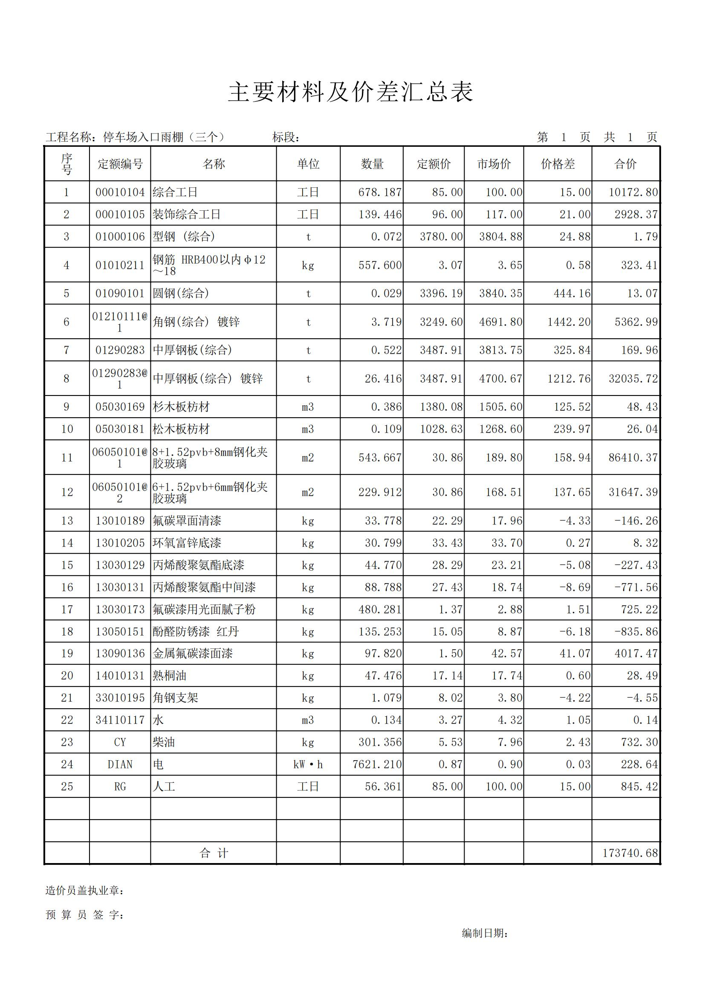 主要材料及价差汇总表
工程名称：停车场入口雨棚（三个） 标段： 第 1 页 共 1 页
序号 定额编号 名称 单位 数量 定额价 市场价 价格差 合价
1 00010104 综合工日 工日 678.187 85.00 100.00 15.00 10172.80
2 00010105 装饰综合工日 工日 139.446 96.00 117.00 21.00 2928.37
3 01000106 型钢 (综合) t 0.072 3780.00 3804.88 24.88 1.79
4 01010211 钢筋 HRB400以内φ12～18 kg 557.600 3.07 3.65 0.58 323.41
5 01090101 圆钢(综合) t 0.029 3396.19 3840.35 444.16 13.07
6 01210111@1 角钢(综合) 镀锌 t 3.719 3249.60 4691.80 1442.20 5362.99
7 01290283 中厚钢板(综合) t 0.522 3487.91 3813.75 325.84 169.96
8 01290283@1 中厚钢板(综合) 镀锌 t 26.416 3487.91 4700.67 1212.76 32035.72
9 05030169 杉木板枋材 m3 0.386 1380.08 1505.60 125.52 48.43
10 05030181 松木板枋材 m3 0.109 1028.63 1268.60 239.97 26.04
11 06050101@1 8+1.52pvb+8mm钢化夹胶玻璃 m2 543.667 30.86 189.80 158.94 86410.37
12 06050101@2 6+1.52pvb+6mm钢化夹胶玻璃 m2 229.912 30.86 168.51 137.65 31647.39
13 13010189 氟碳罩面清漆 kg 33.778 22.29 17.96 -4.33 -146.26
14 13010205 环氧富锌底漆 kg 30.799 33.43 33.70 0.27 8.32
15 13030129 丙烯酸聚氨酯底漆 kg 44.770 28.29 23.21 -5.08 -227.43
16 13030131 丙烯酸聚氨酯中间漆 kg 88.788 27.43 18.74 -8.69 -771.56
17 13030173 氟碳漆用光面腻子粉 kg 480.281 1.37 2.88 1.51 725.22
18 13050151 酚醛防锈漆 红丹 kg 135.253 15.05 8.87 -6.18 -835.86
19 13090136 金属氟碳漆面漆 kg 97.820 1.50 42.57 41.07 4017.47
20 14010131 熟桐油 kg 47.476 17.14 17.74 0.60 28.49
21 33010195 角钢支架 kg 1.079 8.02 3.80 -4.22 -4.55
22 34110117 水 m3 0.134 3.27 4.32 1.05 0.14
23 CY 柴油 kg 301.356 5.53 7.96 2.43 732.30
24 DIAN 电 kW·h 7621.210 0.87 0.90 0.03 228.64
25 RG 人工 工日 56.361 85.00 100.00 15.00 845.42
合 计 173740.68
造价员盖执业章：
预 算 员 签 字：
编制日期：